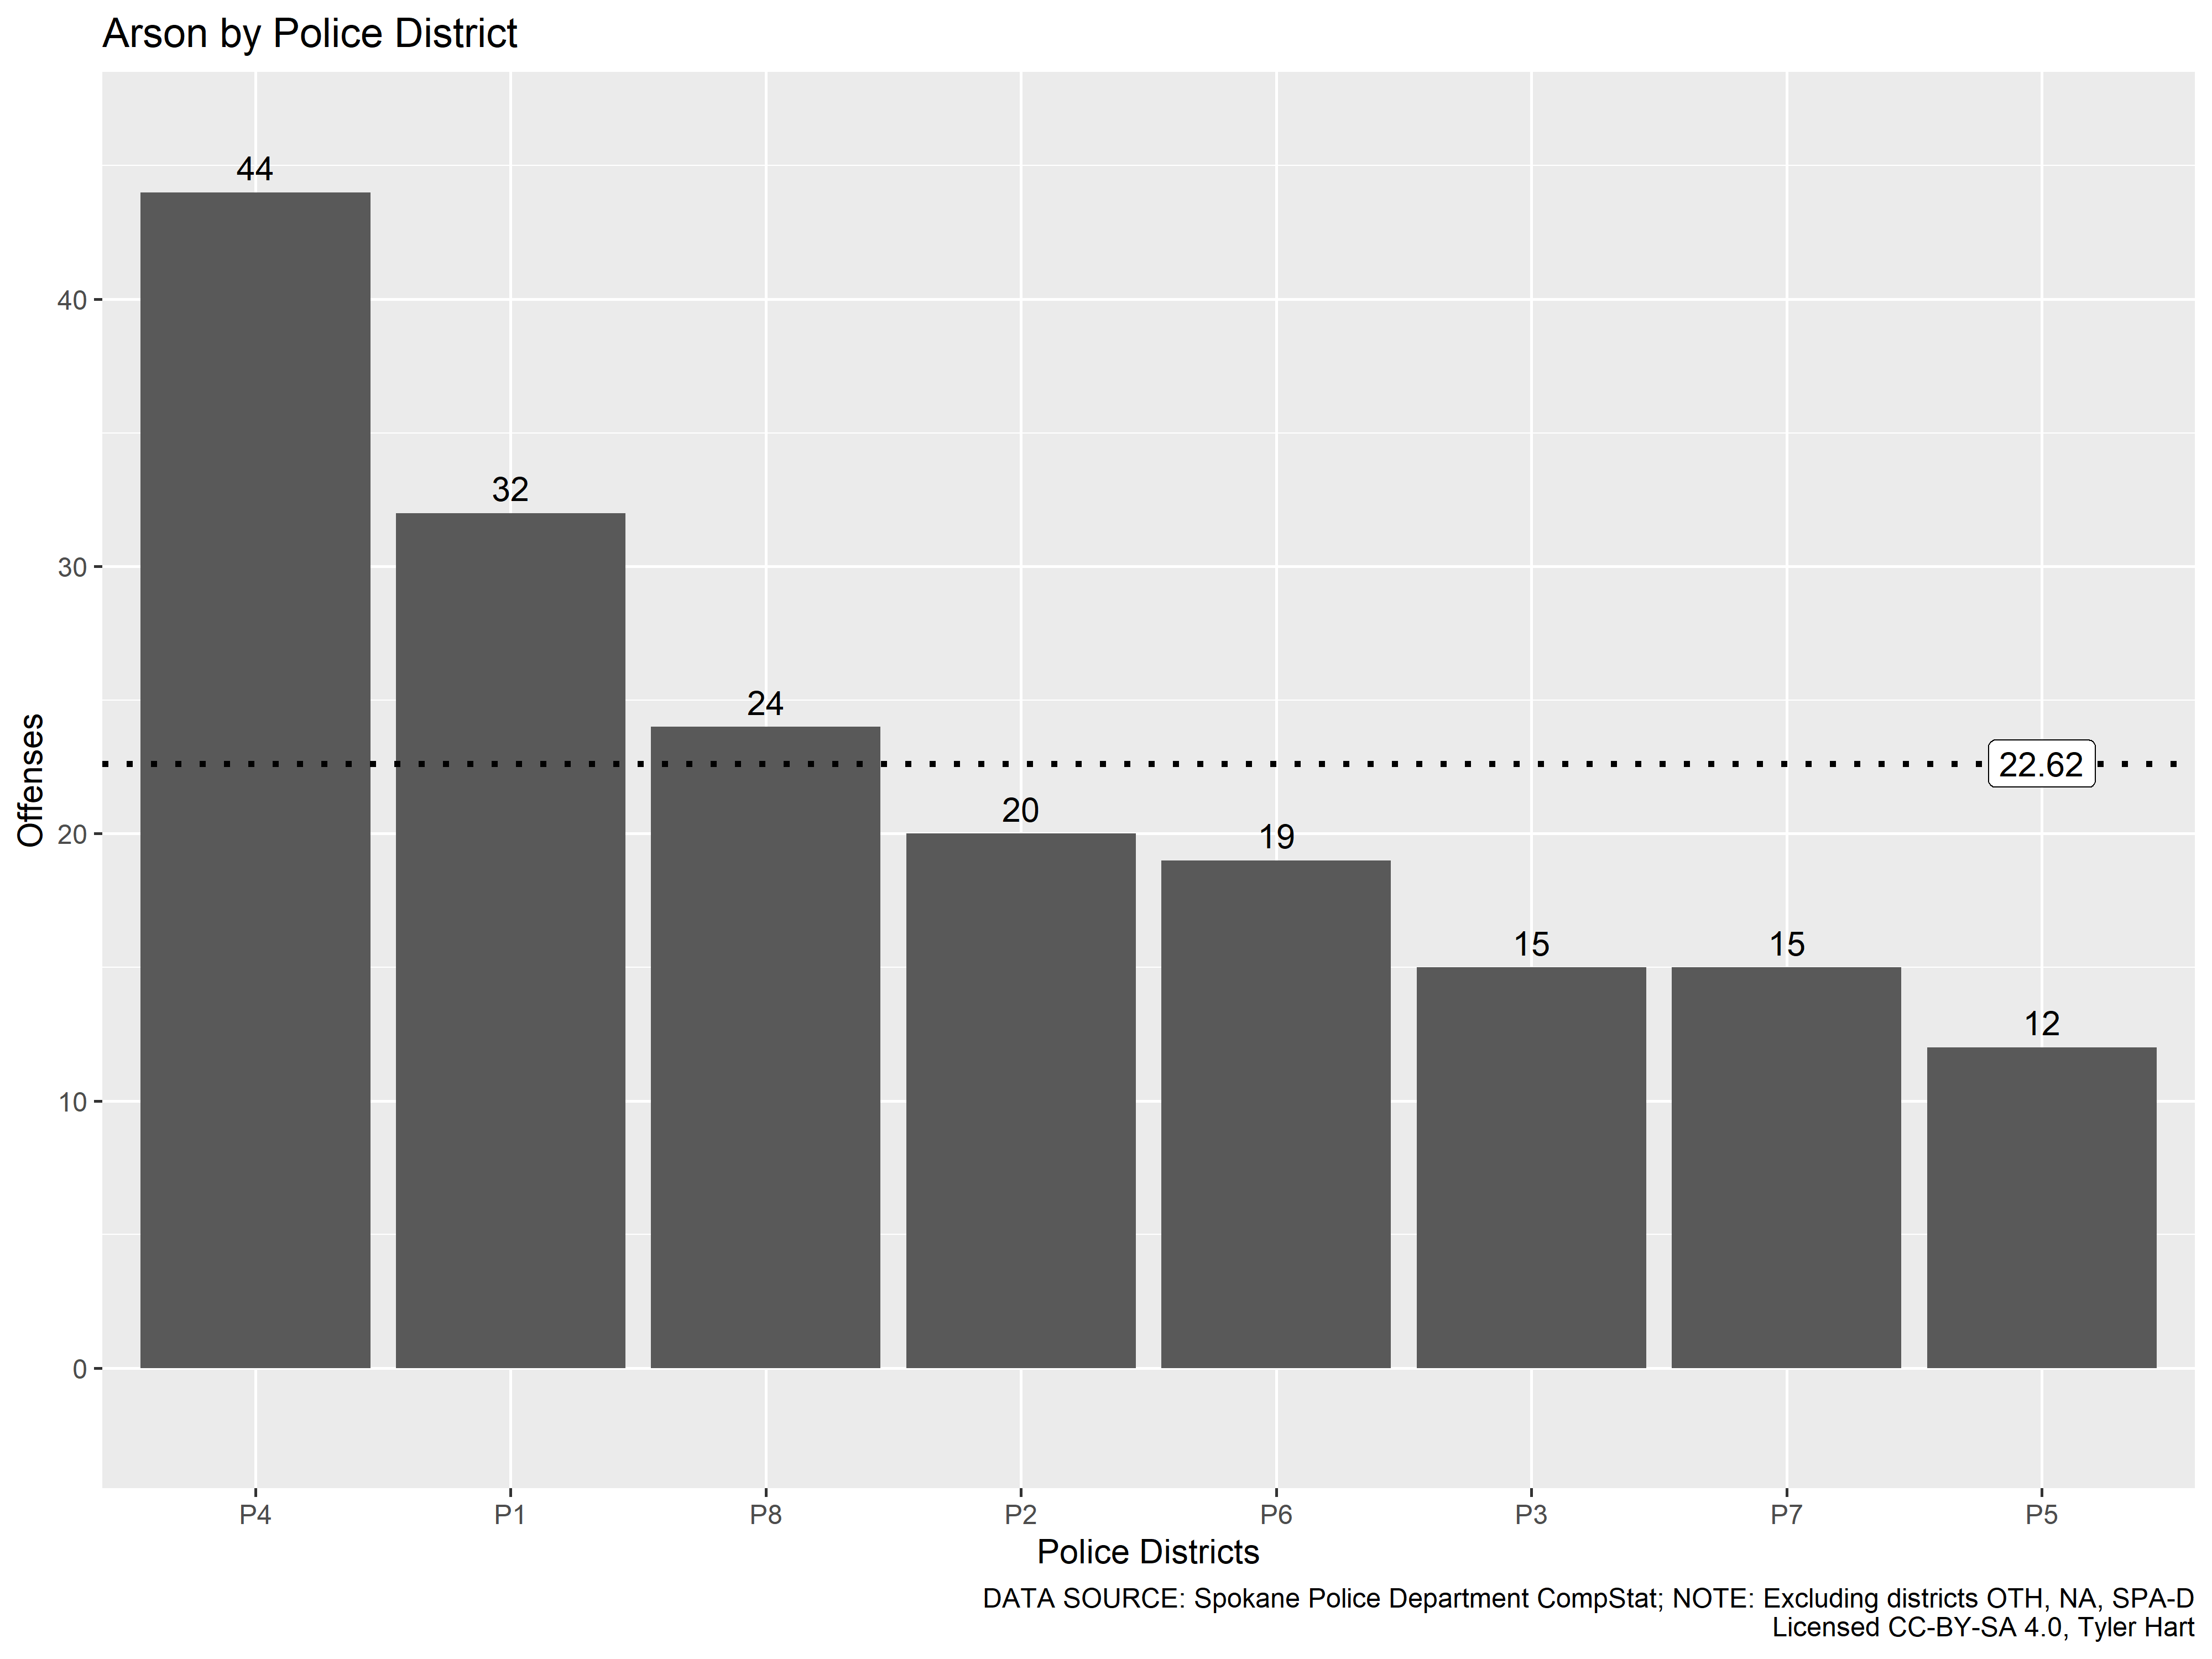 Arson by Police District
44
32
24
20
19
15
15
12
22.62
Offenses
40
30
20
10
0
P4 P1 P8 P2 P6 P3 P7 P5
Police Districts
DATA SOURCE: Spokane Police Department CompStat; NOTE: Excluding districts OTH, NA, SPA-D
Licensed CC-BY-SA 4.0, Tyler Hart